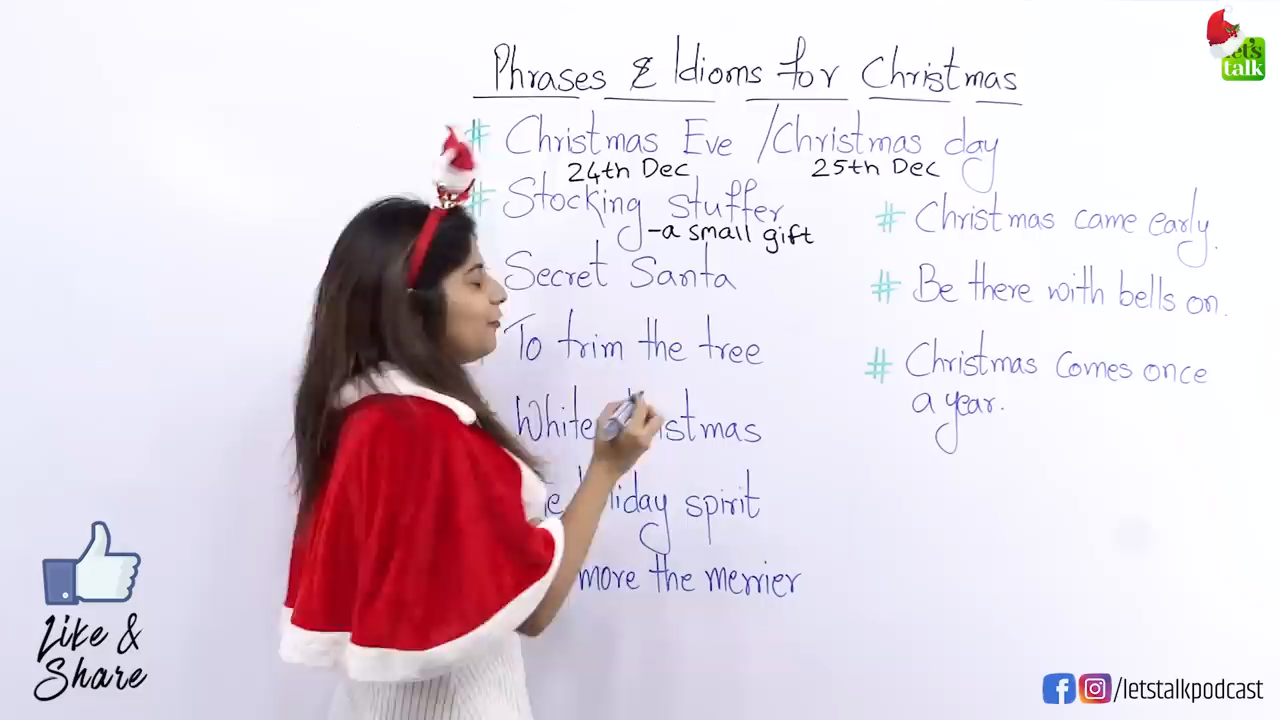 Phrases & Idioms for Christmas
# Christmas Eve / Christmas day
24th Dec 25th Dec
# Stocking stuffer
- a small gift
Secret Santa
To trim the tree
White
stmas
spirit
more the merrier
# Christmas came early.
# Be there with bells on.
# Christmas comes once
a year.
let's
talk
Like &
Share
/letstalkpodcast